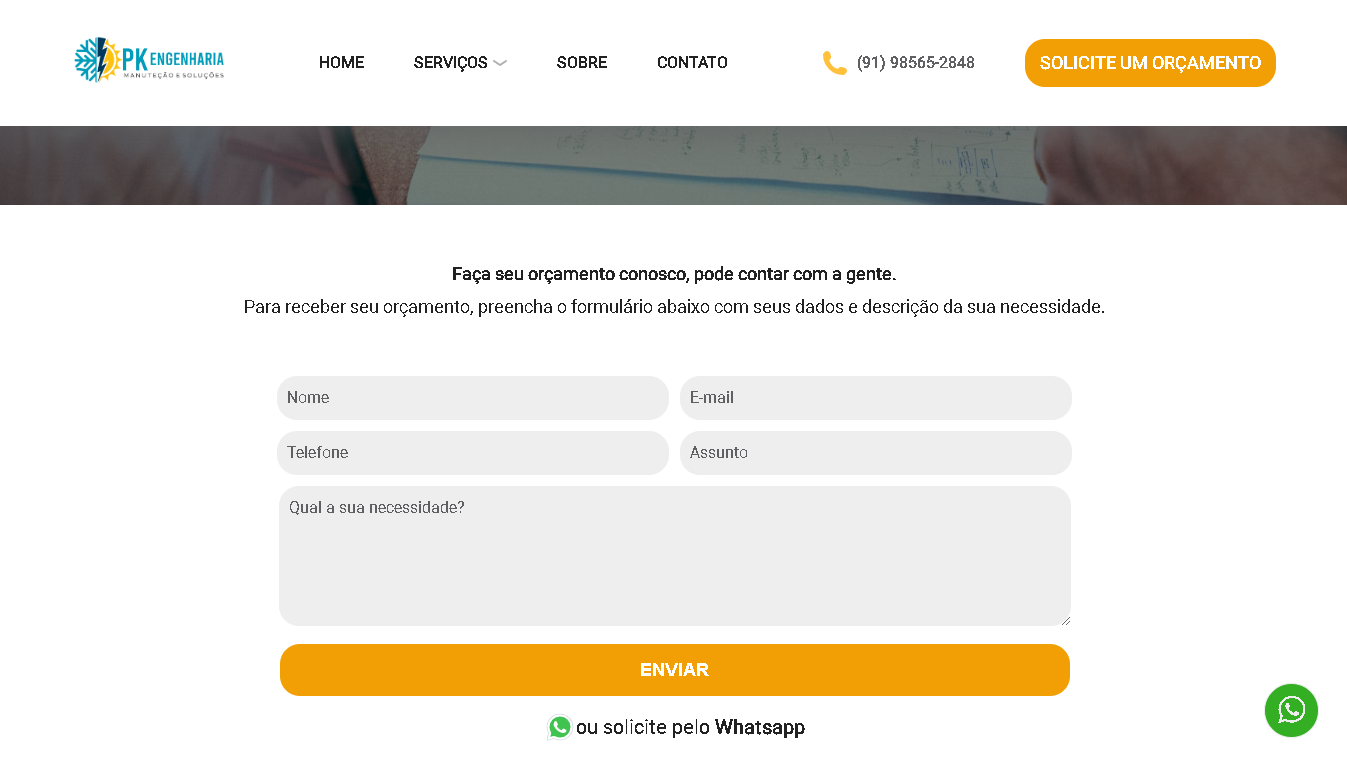 PK ENGENHARIA
MANUTEÇÃO E SOLUÇÕES
HOME
SERVIÇOS
SOBRE
CONTATO
(91) 98565-2848
SOLICITE UM ORÇAMENTO
Faça seu orçamento conosco, pode contar com a gente.
Para receber seu orçamento, preencha o formulário abaixo com seus dados e descrição da sua necessidade.
Nome
E-mail
Telefone
Assunto
Qual a sua necessidade?
ENVIAR
ou solicite pelo Whatsapp